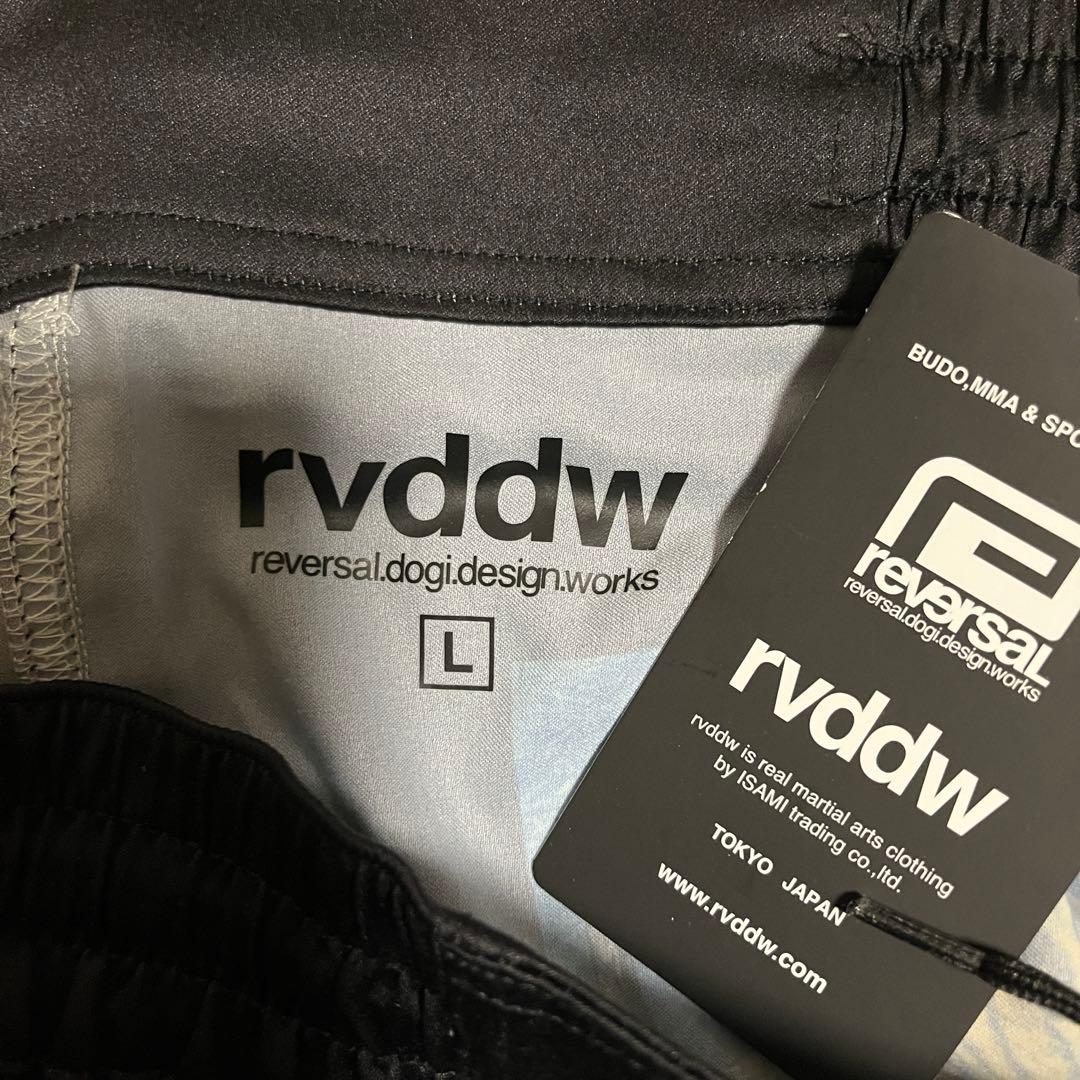 rvddw
reversal.dogi.design.works
L
BUDO,MMA & SPO
reversal
reversal.dogi.design.works
rvddw
rvddw is real martial arts clothing
by ISAMI trading co.,ltd.
TOKYO JAPAN
www.rvddw.com